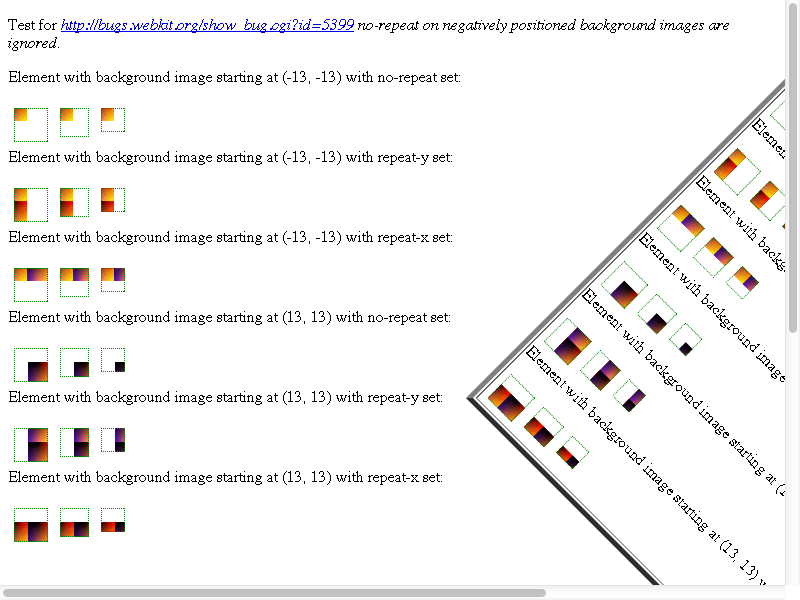 Test for http://bugs.webkit.org/show_bug.cgi?id=5399 no-repeat on negatively positioned background images are
ignored.
Element with background image starting at (-13, -13) with no-repeat set:
Element with background image starting at (-13, -13) with repeat-y set:
Element with background image starting at (-13, -13) with repeat-x set:
Element with background image starting at (13, 13) with no-repeat set:
Element with background image starting at (13, 13) with repeat-y set:
Element with background image starting at (13, 13) with repeat-x set:
Element with
Element with background image
Element with background image starting at
Element with background image starting at (13, 13)